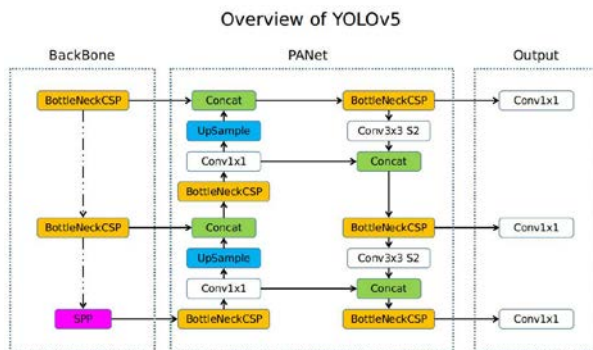 Overview of YOLOv5
BackBone
PANet
Output
BottleNeckCSP
Concat
BottleNeckCSP
Conv1x1
UpSample
Conv3x3 S2
Conv1x1
Concat
BottleNeckCSP
BottleNeckCSP
Concat
BottleNeckCSP
Conv1x1
UpSample
Conv3x3 S2
Conv1x1
Concat
SPP
BottleNeckCSP
BottleNeckCSP
Conv1x1